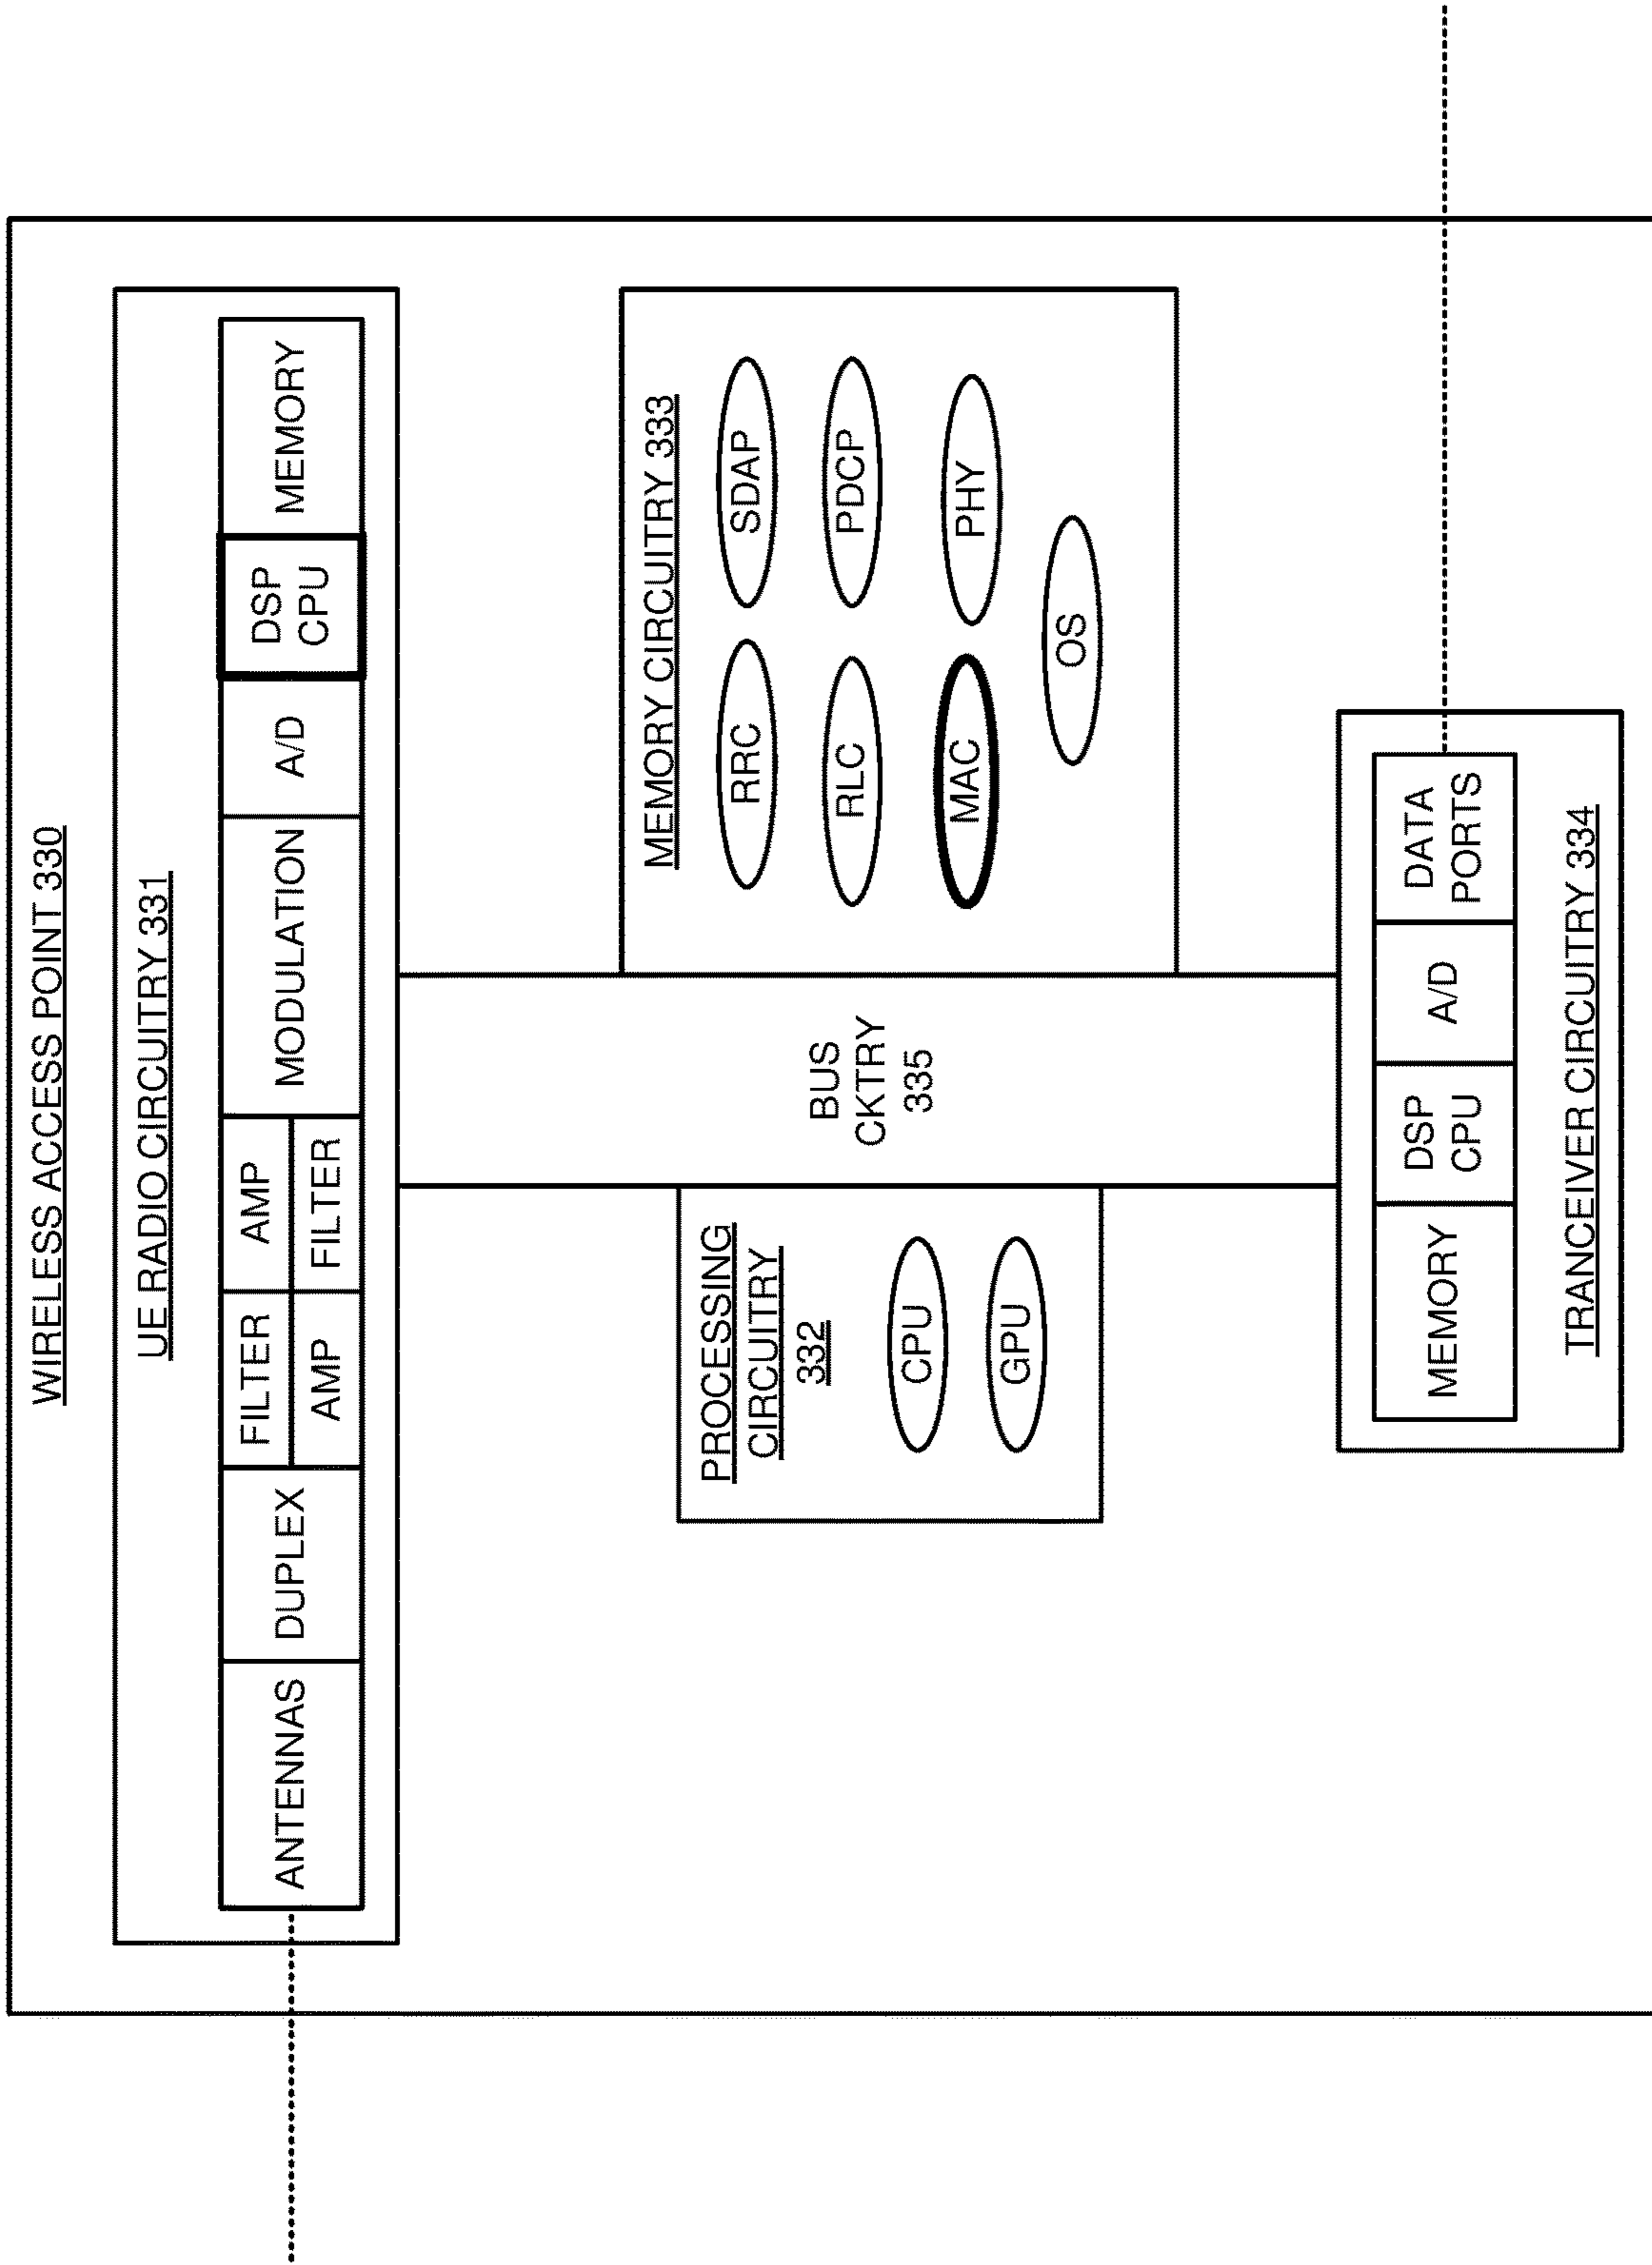 WIRELESS ACCESS POINT 330
UE RADIO CIRCUITRY 331
ANTENNAS
DUPLEX
FILTER
AMP
AMP
FILTER
MODULATION
A/D
DSP
CPU
MEMORY
PROCESSING
CIRCUITRY
332
CPU
GPU
BUS
CKTRY
335
MEMORY CIRCUITRY 333
RRC
SDAP
RLC
PDCP
MAC
PHY
OS
MEMORY
DSP
CPU
A/D
DATA
PORTS
TRANCEIVER CIRCUITRY 334